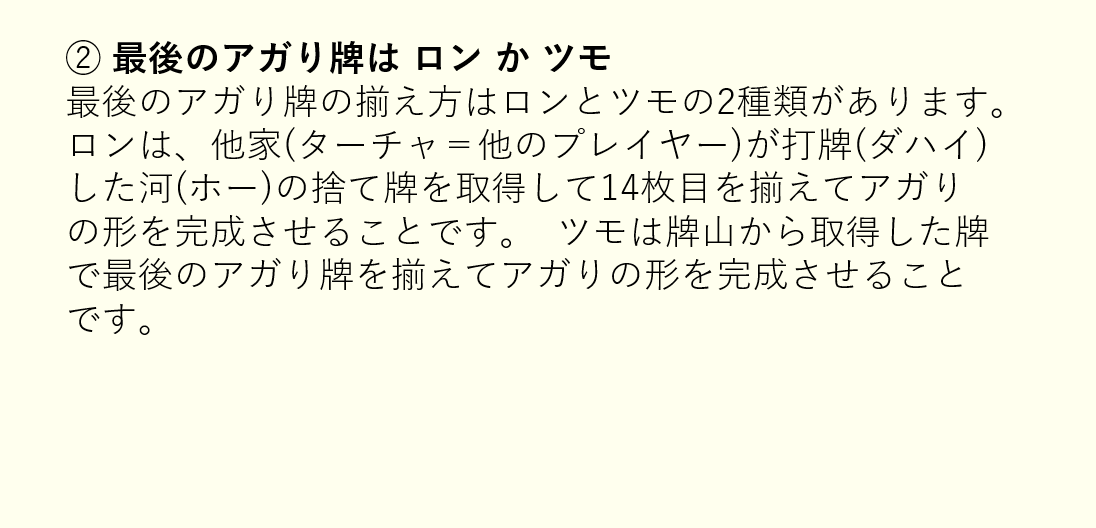 ② 最後のアガり牌は ロン か ツモ
最後のアガり牌の揃え方はロンとツモの2種類があります。
ロンは、他家(ターチャ＝他のプレイヤー)が打牌(ダハイ)
した河(ホー)の捨て牌を取得して14枚目を揃えてアガり
の形を完成させることです。　ツモは牌山から取得した牌
で最後のアガり牌を揃えてアガりの形を完成させること
です。